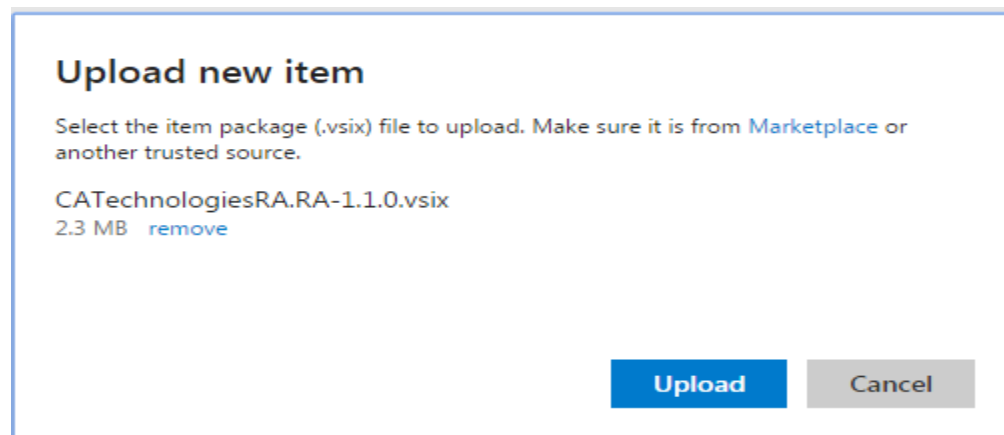 Upload new item
Select the item package (.vsix) file to upload. Make sure it is from Marketplace or
another trusted source.
CATechnologiesRA.RA-1.1.0.vsix
2.3 MB remove
Upload Cancel